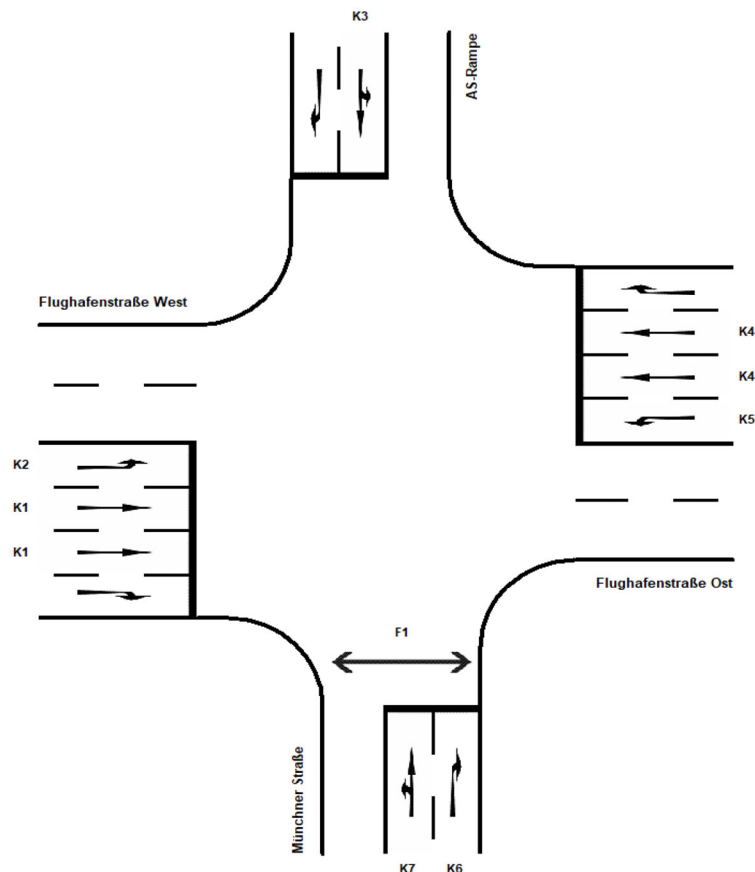 K3
AS-Rampe
Flughafenstraße West
K4
K4
K5
K2
K1
K1
Flughafenstraße Ost
F1
Münchner Straße
K7
K6